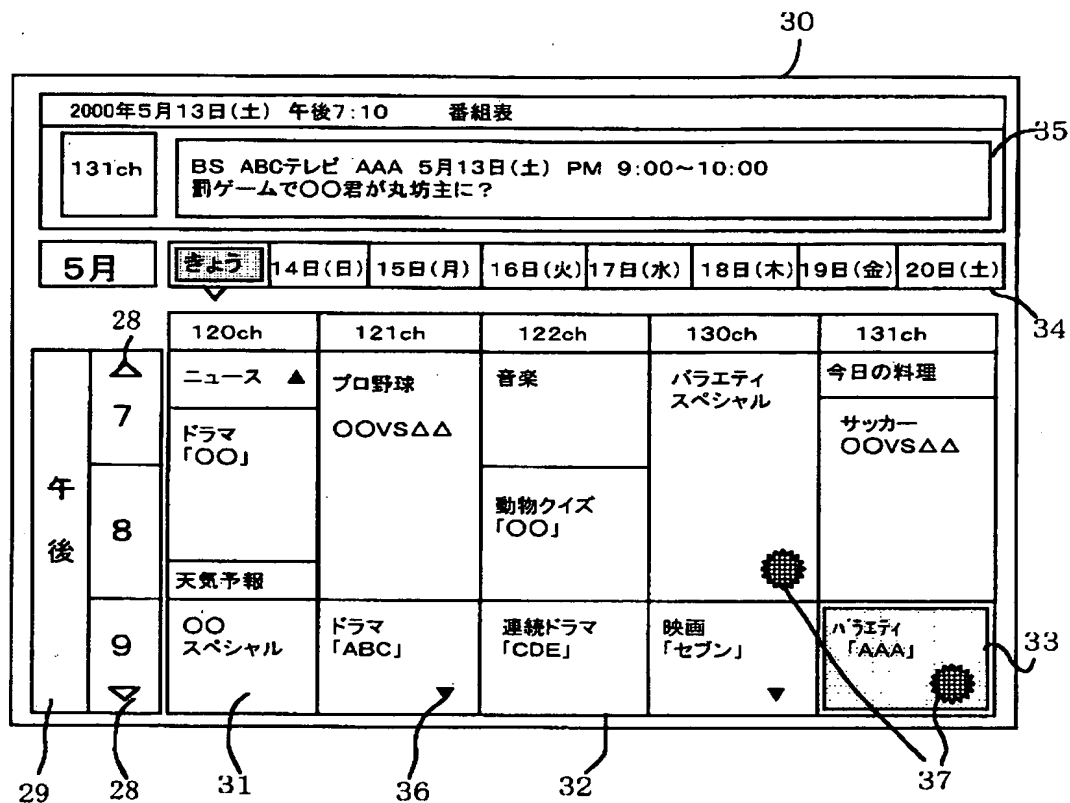 30
2000年5月13日(土) 午後7:10 番組表
35
131ch
BS ABCテレビ AAA 5月13日(土) PM 9:00~10:00
罰ゲームで〇〇君が丸坊主に?
5月
きょう 14日(日) 15日(月) 16日(火) 17日(水) 18日(木) 19日(金) 20日(土)
34
28
120ch 121ch 122ch 130ch 131ch
午後
7
8
9
ニュース ▲
ドラマ
「〇〇」
天気予報
〇〇
スペシャル
プロ野球
〇〇VS△△
ドラマ
「ABC」
▼
音楽
動物クイズ
「〇〇」
連続ドラマ
「CDE」
バラエティ
スペシャル
映画
「セブン」
▼
今日の料理
サッカー
〇〇VS△△
バラエティ
「AAA」
33
29 28 31 36 32 37